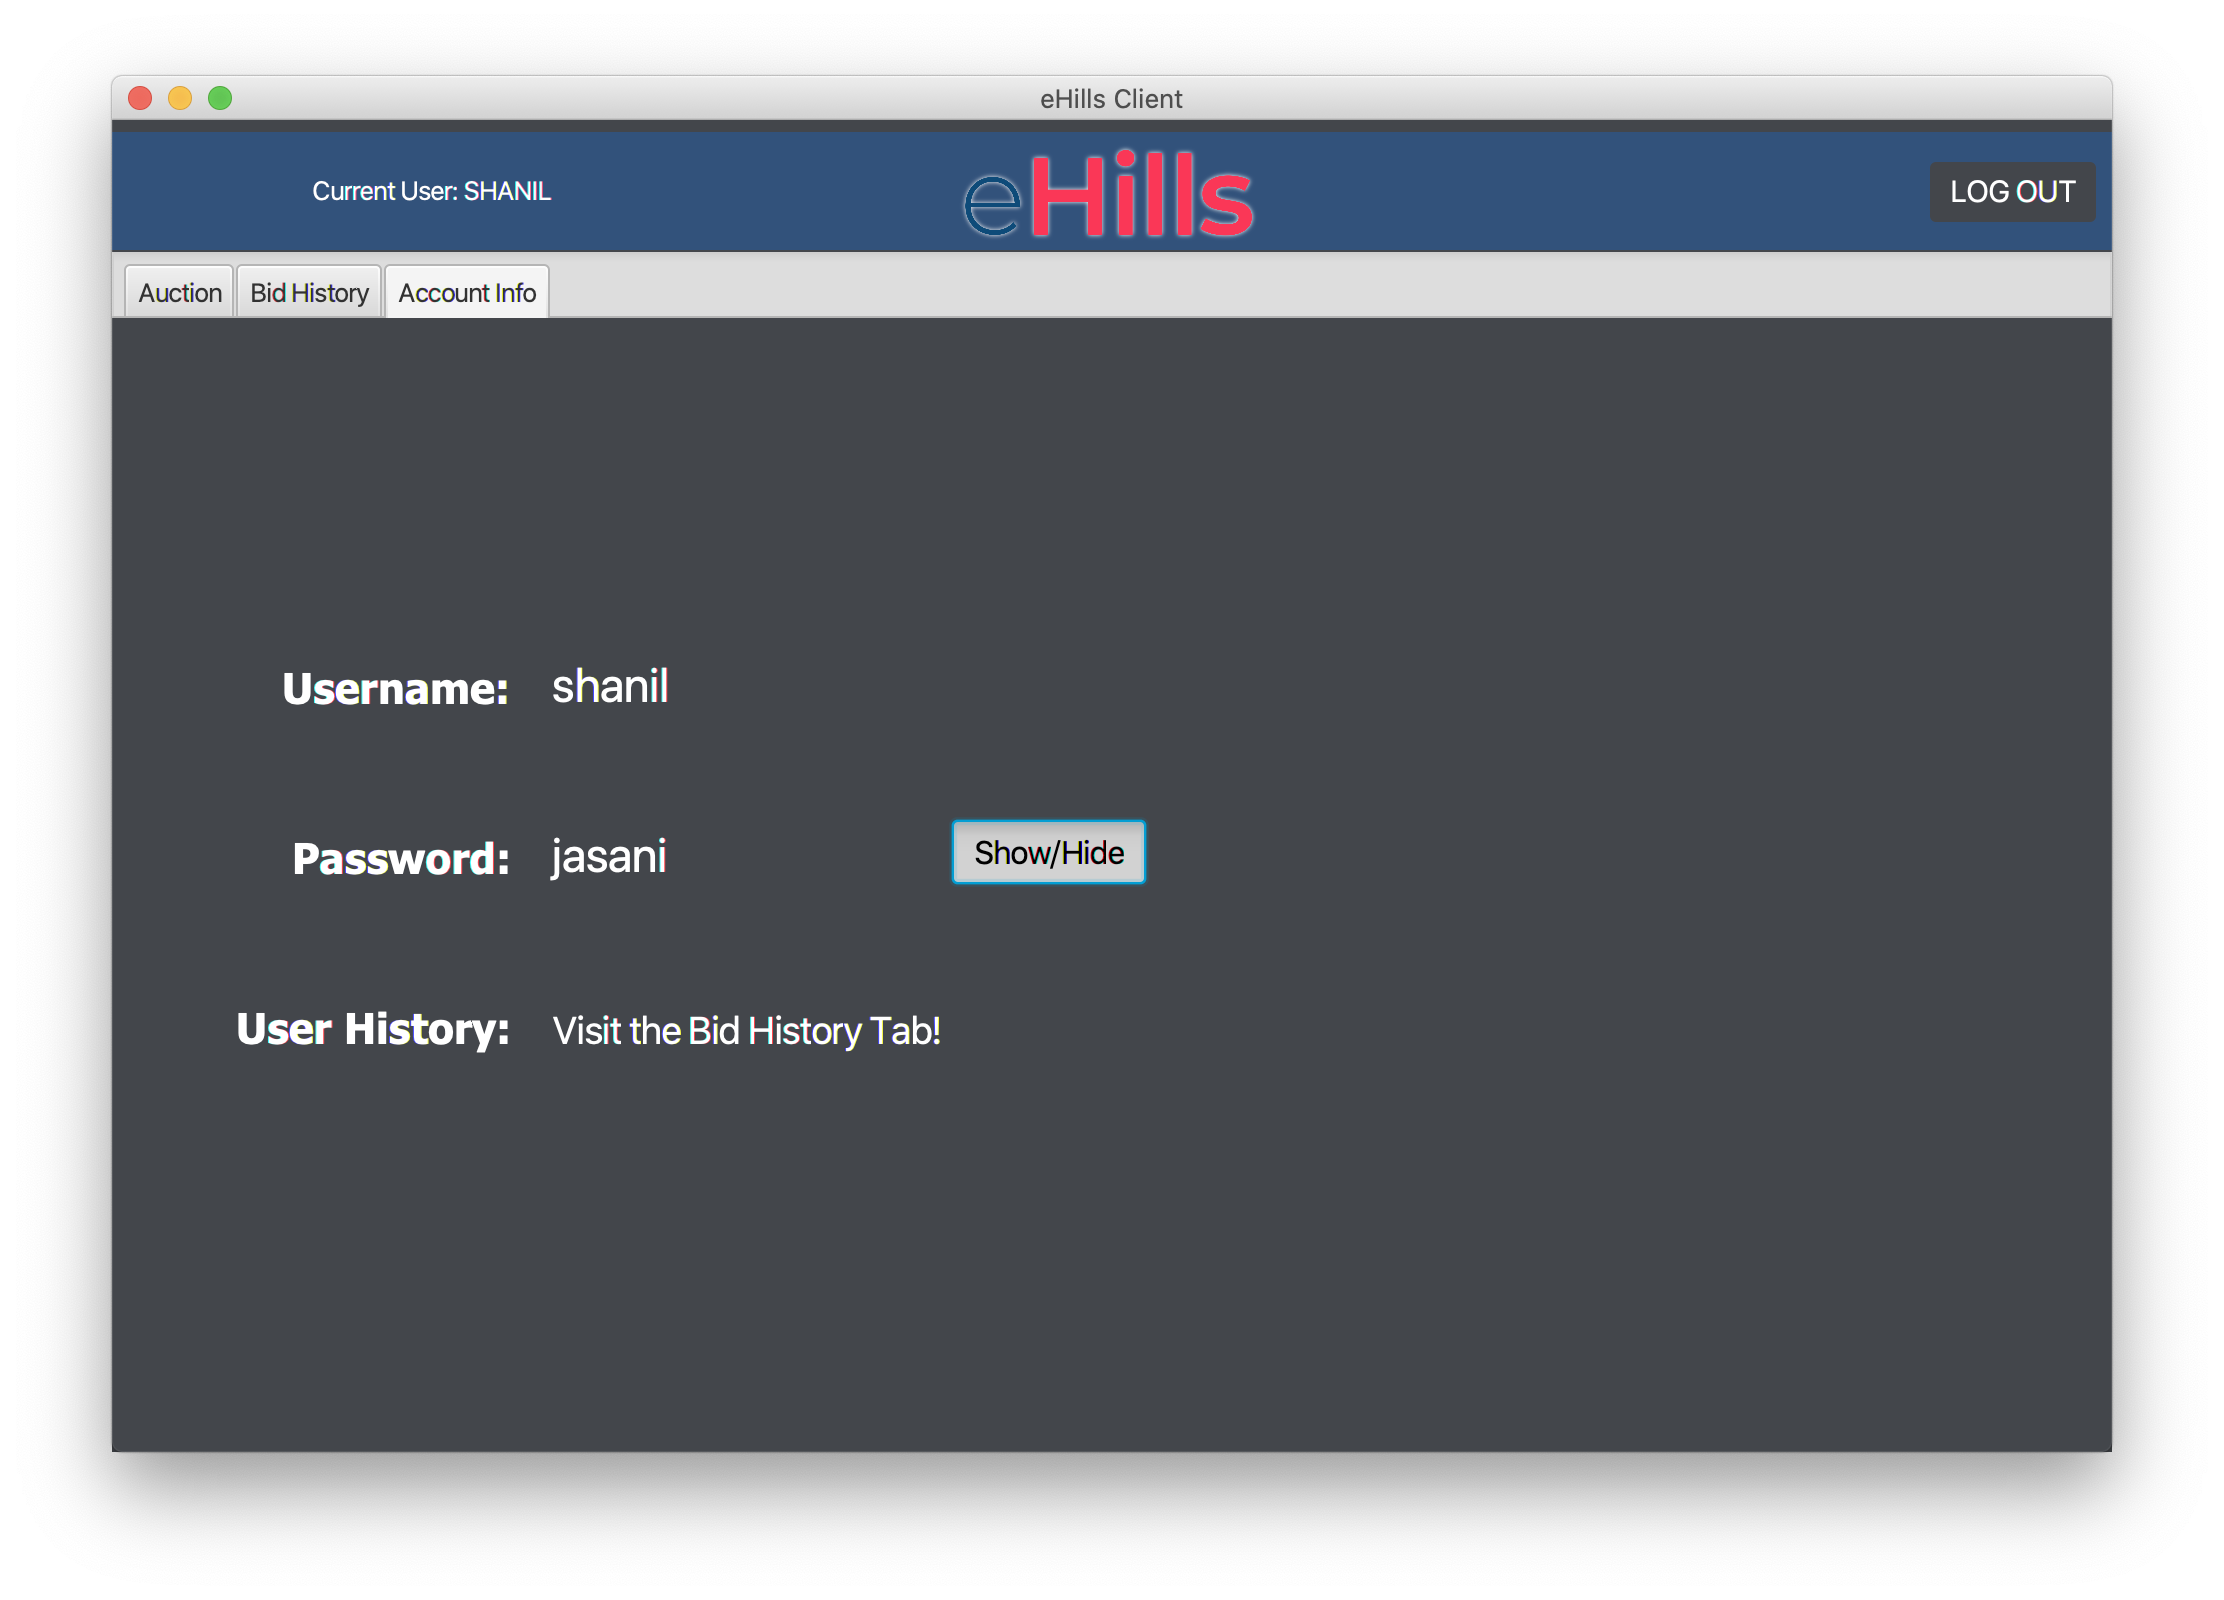 eHills Client
Current User: SHANIL
eHills
LOG OUT
Auction
Bid History
Account Info
Username:
shanil
Password:
jasani
Show/Hide
User History:
Visit the Bid History Tab!